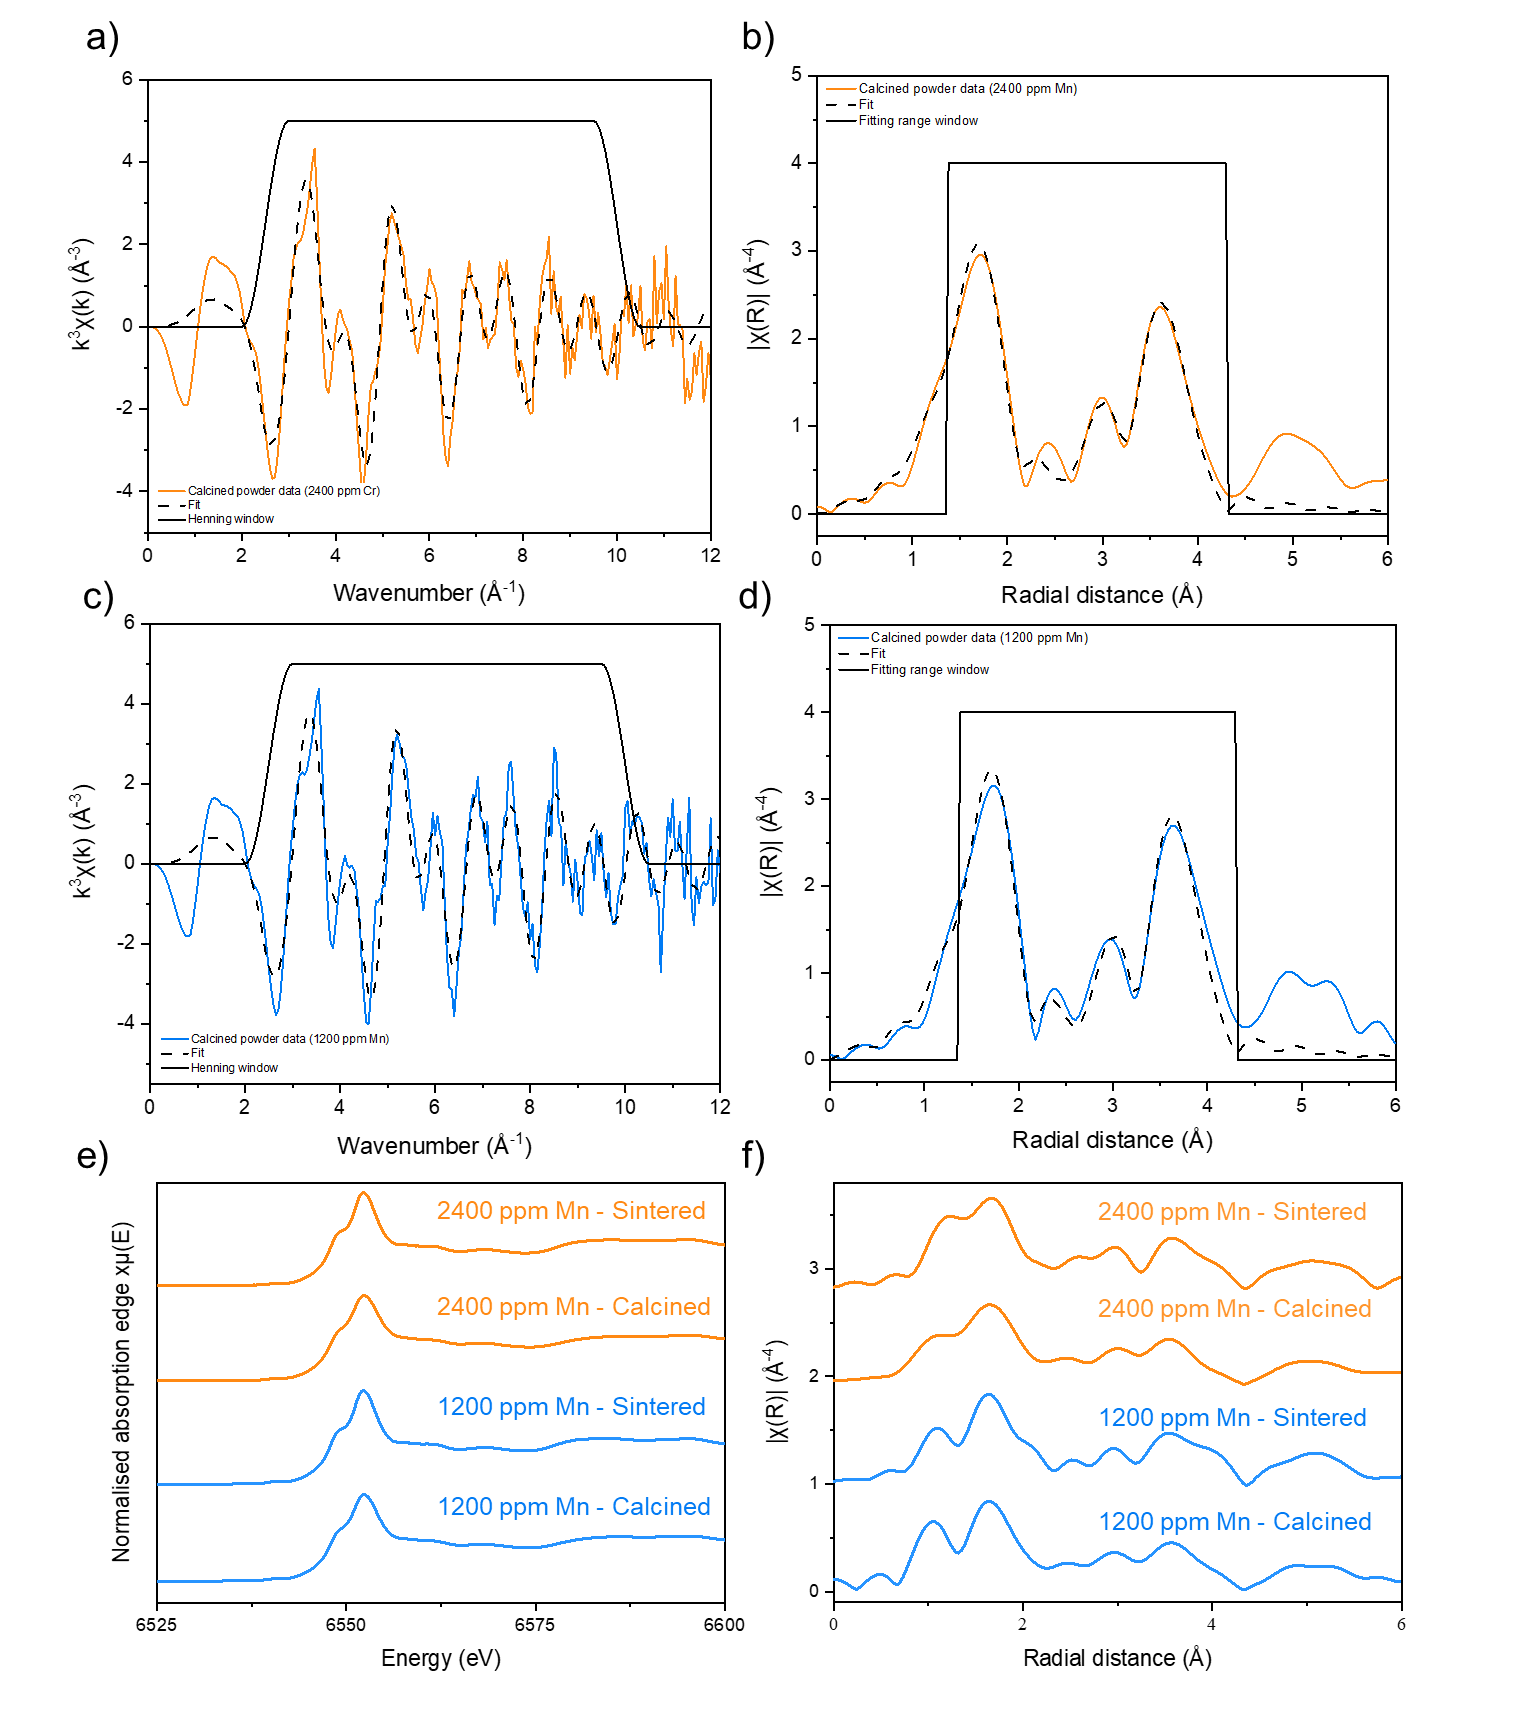 a)
6
4
2
0
-2
-4
k³χ(k) (Å⁻³)
Calcined powder data (2400 ppm Cr)
Fit
Henning window
0 2 4 6 8 10 12
Wavenumber (Å⁻¹)
b)
5
4
3
2
1
0
|χ(R)| (Å⁻⁴)
Calcined powder data (2400 ppm Mn)
Fit
Fitting range window
0 1 2 3 4 5 6
Radial distance (Å)
c)
6
4
2
0
-2
-4
k³χ(k) (Å⁻³)
Calcined powder data (1200 ppm Mn)
Fit
Henning window
0 2 4 6 8 10 12
Wavenumber (Å⁻¹)
d)
5
4
3
2
1
0
|χ(R)| (Å⁻⁴)
Calcined powder data (1200 ppm Mn)
Fit
Fitting range window
0 1 2 3 4 5 6
Radial distance (Å)
e)
Normalised absorption edge xμ(E)
2400 ppm Mn - Sintered
2400 ppm Mn - Calcined
1200 ppm Mn - Sintered
1200 ppm Mn - Calcined
6525 6550 6575 6600
Energy (eV)
f)
3
2
1
0
|χ(R)| (Å⁻⁴)
2400 ppm Mn - Sintered
2400 ppm Mn - Calcined
1200 ppm Mn - Sintered
1200 ppm Mn - Calcined
0 2 4 6
Radial distance (Å)